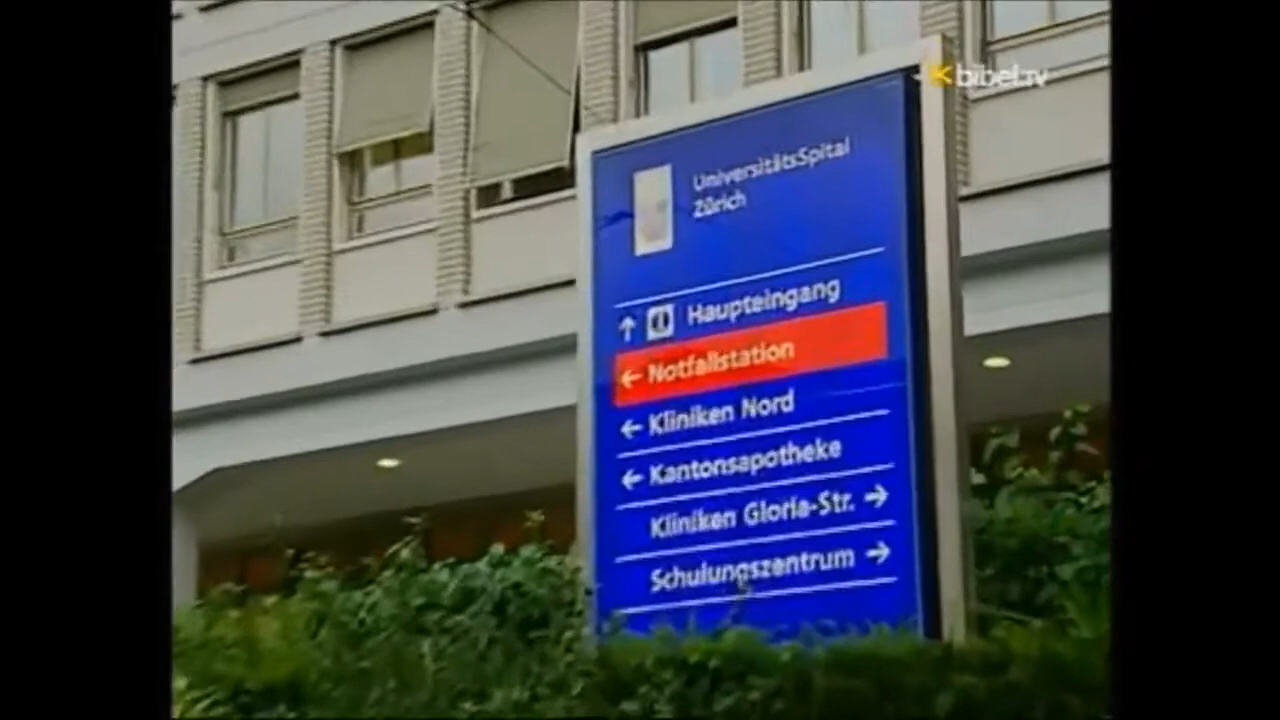 bibel.tv
UniversitätsSpital
Zürich
↑ Haupteingang
← Notfallstation
← Kliniken Nord
← Kantonsapotheke
Kliniken Gloria-Str. →
Schulungszentrum →